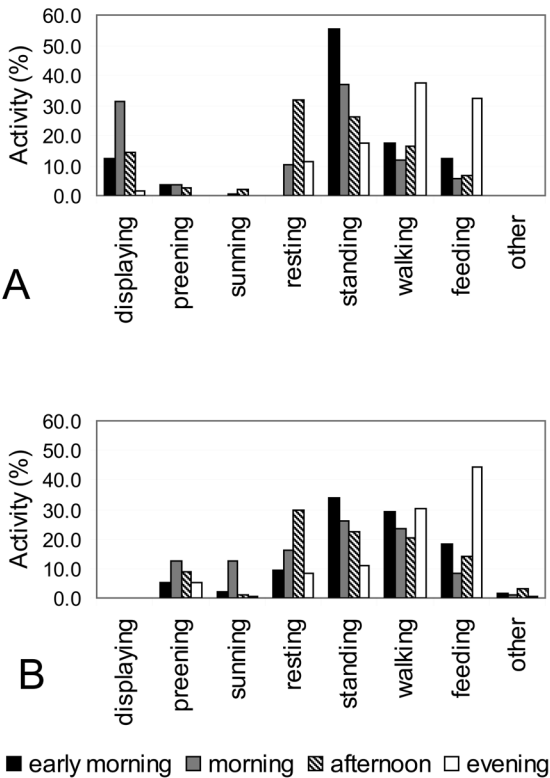 60.0
50.0
40.0
30.0
20.0
10.0
0.0
Activity (%)
displaying
preening
sunning
resting
standing
walking
feeding
other
A
60.0
50.0
40.0
30.0
20.0
10.0
0.0
Activity (%)
displaying
preening
sunning
resting
standing
walking
feeding
other
B
early morning morning afternoon evening